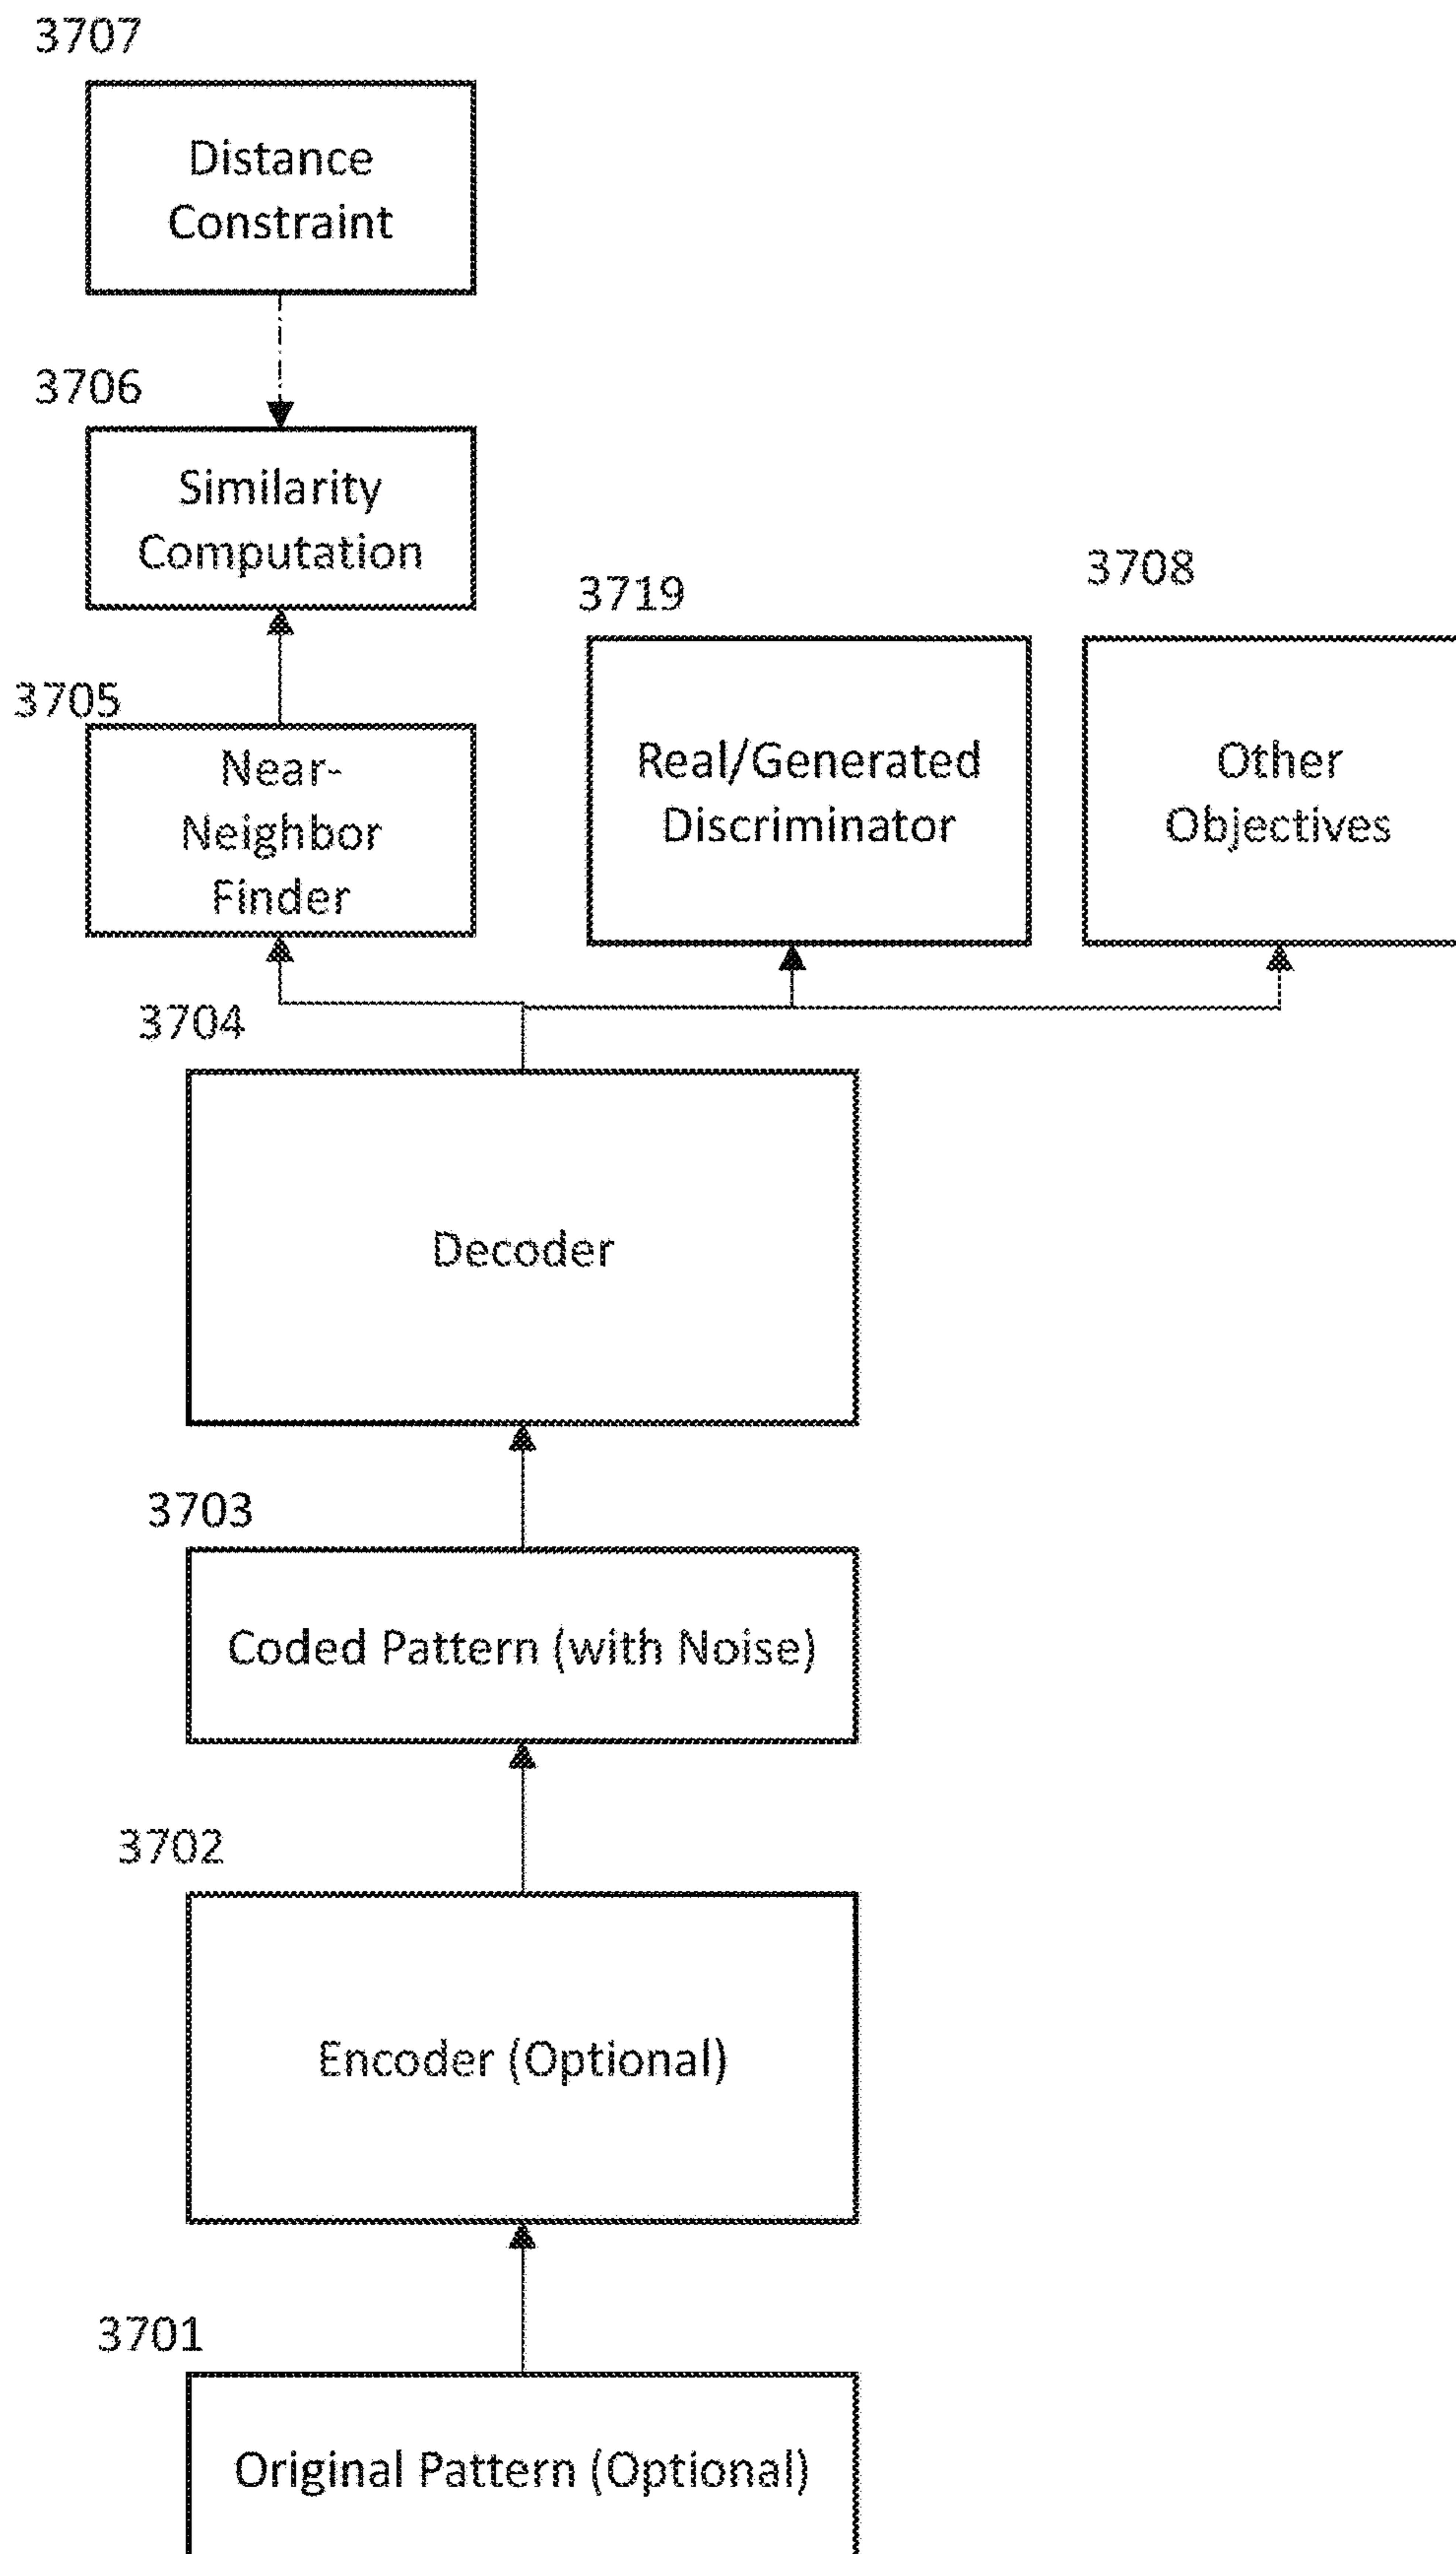 3707
Distance
Constraint
3706
Similarity
Computation
3719
3708
3705
Near-
Neighbor
Finder
Real/Generated
Discriminator
Other
Objectives
3704
Decoder
3703
Coded Pattern (with Noise)
3702
Encoder (Optional)
3701
Original Pattern (Optional)